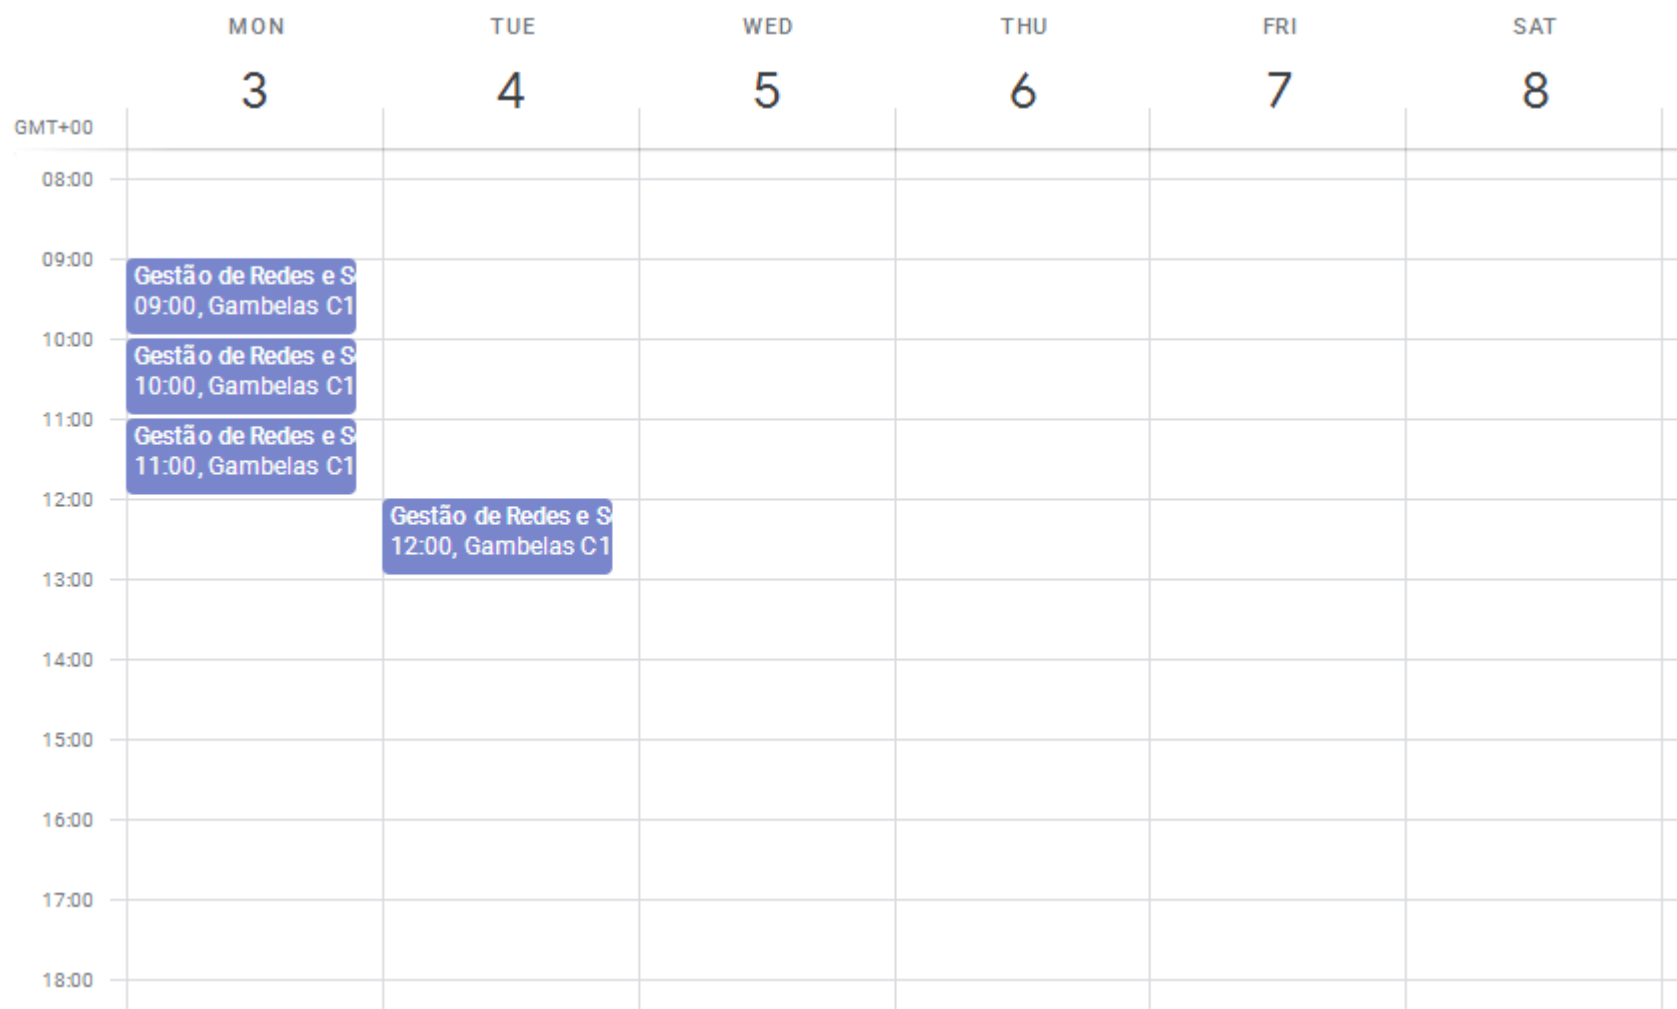 MON TUE WED THU FRI SAT
3 4 5 6 7 8
GMT+00
08:00
09:00
Gestão de Redes e S
09:00, Gambelas C1
10:00
Gestão de Redes e S
10:00, Gambelas C1
11:00
Gestão de Redes e S
11:00, Gambelas C1
12:00
Gestão de Redes e S
12:00, Gambelas C1
13:00
14:00
15:00
16:00
17:00
18:00